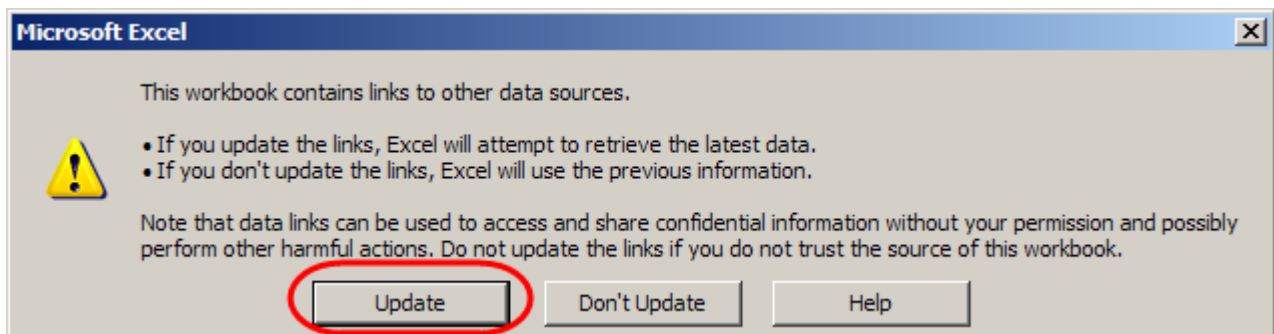 Microsoft Excel
This workbook contains links to other data sources.
• If you update the links, Excel will attempt to retrieve the latest data.
• If you don't update the links, Excel will use the previous information.
Note that data links can be used to access and share confidential information without your permission and possibly
perform other harmful actions. Do not update the links if you do not trust the source of this workbook.
Update Don't Update Help